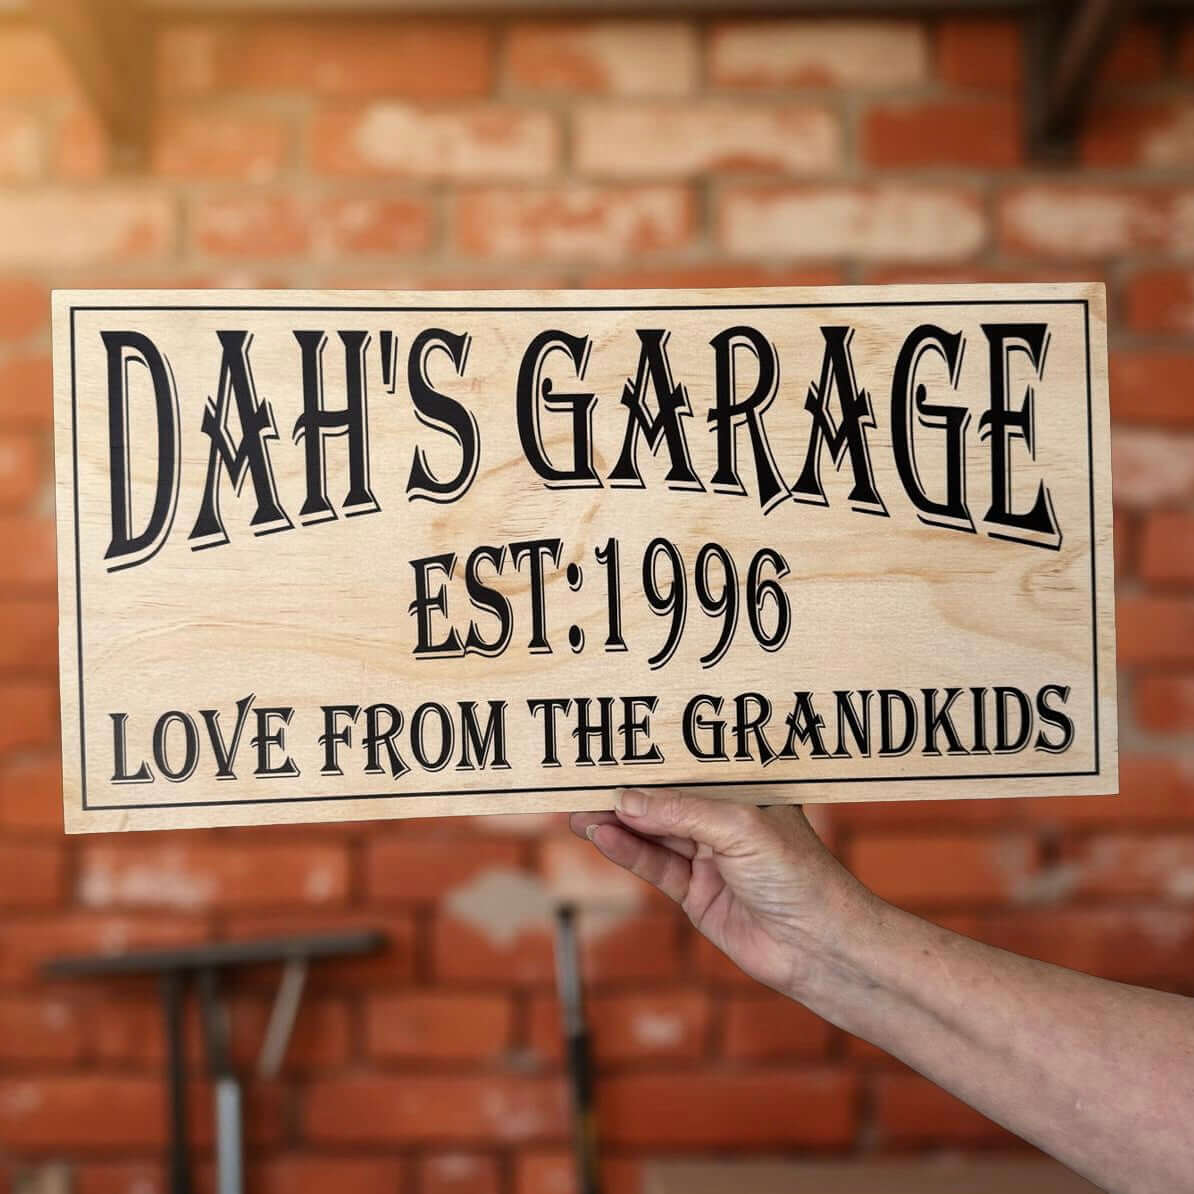 DAH'S GARAGE
EST:1996
LOVE FROM THE GRANDKIDS